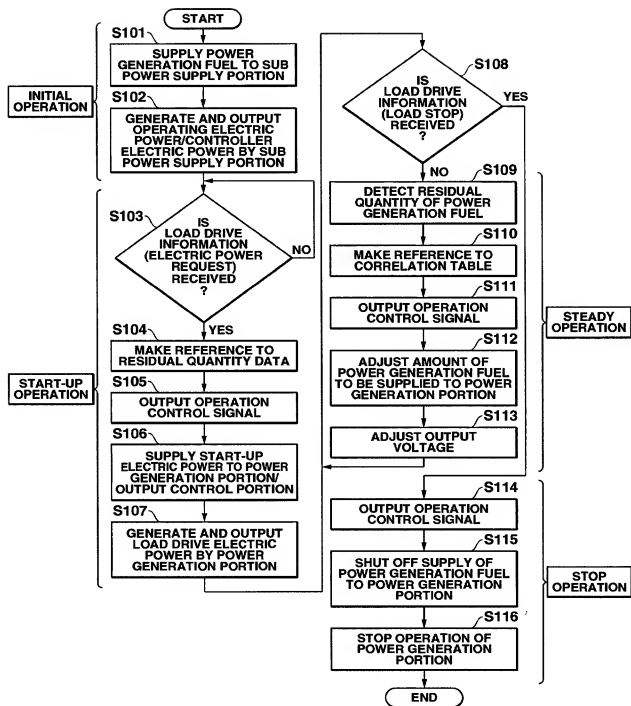 START
S101
SUPPLY POWER
GENERATION FUEL TO SUB
POWER SUPPLY PORTION
INITIAL
OPERATION
S102
GENERATE AND OUTPUT
OPERATING ELECTRIC
POWER/CONTROLLER
ELECTRIC POWER BY SUB
POWER SUPPLY PORTION
S103
IS
LOAD DRIVE
INFORMATION
(ELECTRIC POWER
REQUEST)
RECEIVED
?
NO
YES
S104
MAKE REFERENCE TO
RESIDUAL QUANTITY DATA
START-UP
OPERATION
S105
OUTPUT OPERATION
CONTROL SIGNAL
S106
SUPPLY START-UP
ELECTRIC POWER TO POWER
GENERATION PORTION/
OUTPUT CONTROL PORTION
S107
GENERATE AND OUTPUT
LOAD DRIVE ELECTRIC
POWER BY POWER
GENERATION PORTION
S108
IS
LOAD DRIVE
INFORMATION
(LOAD STOP)
RECEIVED
?
YES
NO
S109
DETECT RESIDUAL
QUANTITY OF POWER
GENERATION FUEL
S110
MAKE REFERENCE TO
CORRELATION TABLE
S111
OUTPUT OPERATION
CONTROL SIGNAL
STEADY
OPERATION
S112
ADJUST AMOUNT OF
POWER GENERATION FUEL
TO BE SUPPLIED TO POWER
GENERATION PORTION
S113
ADJUST OUTPUT
VOLTAGE
S114
OUTPUT OPERATION
CONTROL SIGNAL
S115
SHUT OFF SUPPLY OF
POWER GENERATION FUEL
TO POWER GENERATION
PORTION
STOP
OPERATION
S116
STOP OPERATION OF
POWER GENERATION
PORTION
END